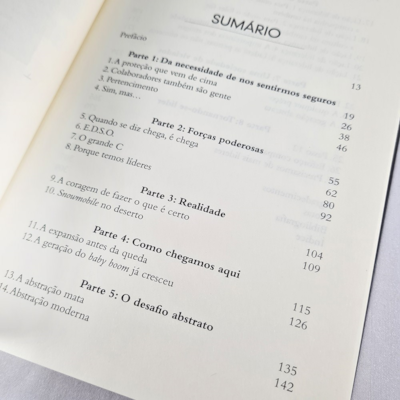 SUMÁRIO
Prefácio 13
Parte 1: Da necessidade de nos sentirmos seguros
1. A proteção que vem de cima 19
2. Colaboradores também são gente 26
3. Pertencimento 38
4. Sim, mas... 46
Parte 2: Forças poderosas
5. Quando se diz chega, é chega 55
6. E.D.S.O. 62
7. O grande C 80
8. Porque temos líderes 92
Parte 3: Realidade
9. A coragem de fazer o que é certo 104
10. Snowmobile no deserto 109
Parte 4: Como chegamos aqui
11. A expansão antes da queda 115
12. A geração do baby boom já cresceu 126
Parte 5: O desafio abstrato
13. A abstração mata 135
14. Abstração moderna 142